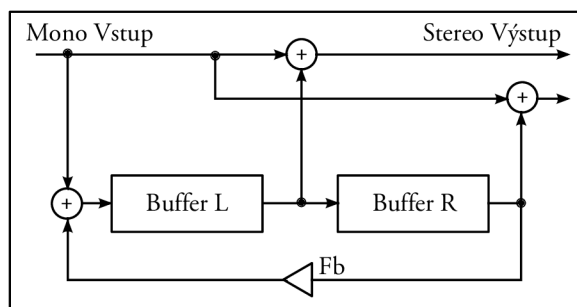 Mono Vstup
Stereo Výstup
+
+
+
Buffer L
Buffer R
Fb